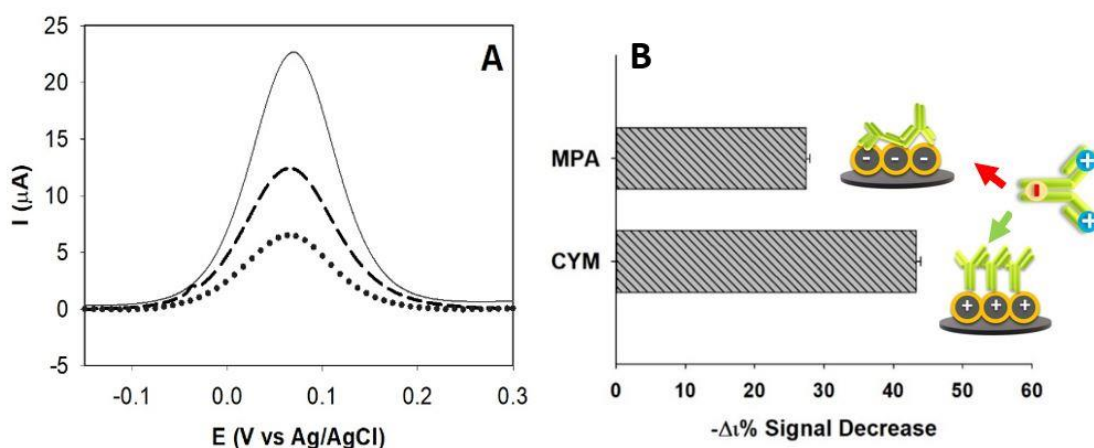 A
25
20
15
10
5
0
-5
I (μA)
-0.1 0.0 0.1 0.2 0.3
E (V vs Ag/AgCl)
B
MPA
CYM
- - -
-
+
+
+ + +
0 10 20 30 40 50 60
-Δι% Signal Decrease